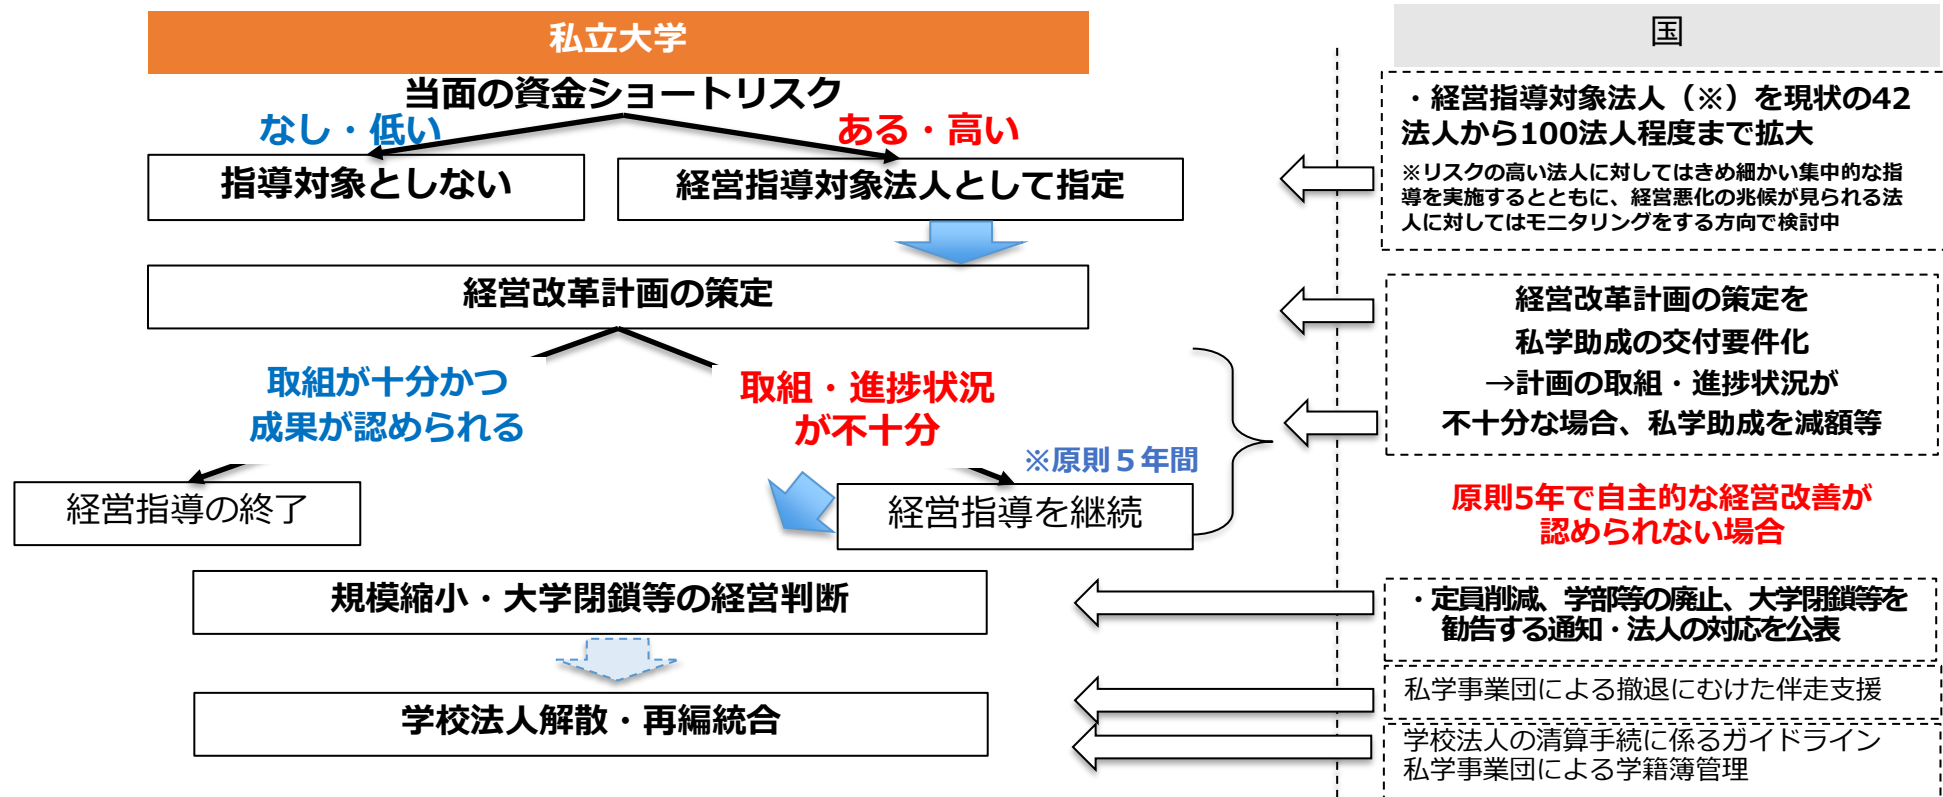 私立大学
国
当面の資金ショートリスク
なし・低い
ある・高い
指導対象としない
経営指導対象法人として指定
・経営指導対象法人（※）を現状の42
法人から100法人程度まで拡大
※リスクの高い法人に対してはきめ細かい集中的な指
導を実施するとともに、経営悪化の兆候が見られる法
人に対してはモニタリングをする方向で検討中
経営改革計画の策定
経営改革計画の策定を
私学助成の交付要件化
→計画の取組・進捗状況が
不十分な場合、私学助成を減額等
取組が十分かつ
成果が認められる
取組・進捗状況
が不十分
※原則５年間
経営指導の終了
経営指導を継続
原則5年で自主的な経営改善が
認められない場合
規模縮小・大学閉鎖等の経営判断
・定員削減、学部等の廃止、大学閉鎖等を
勧告する通知・法人の対応を公表
学校法人解散・再編統合
私学事業団による撤退にむけた伴走支援
学校法人の清算手続に係るガイドライン
私学事業団による学籍簿管理